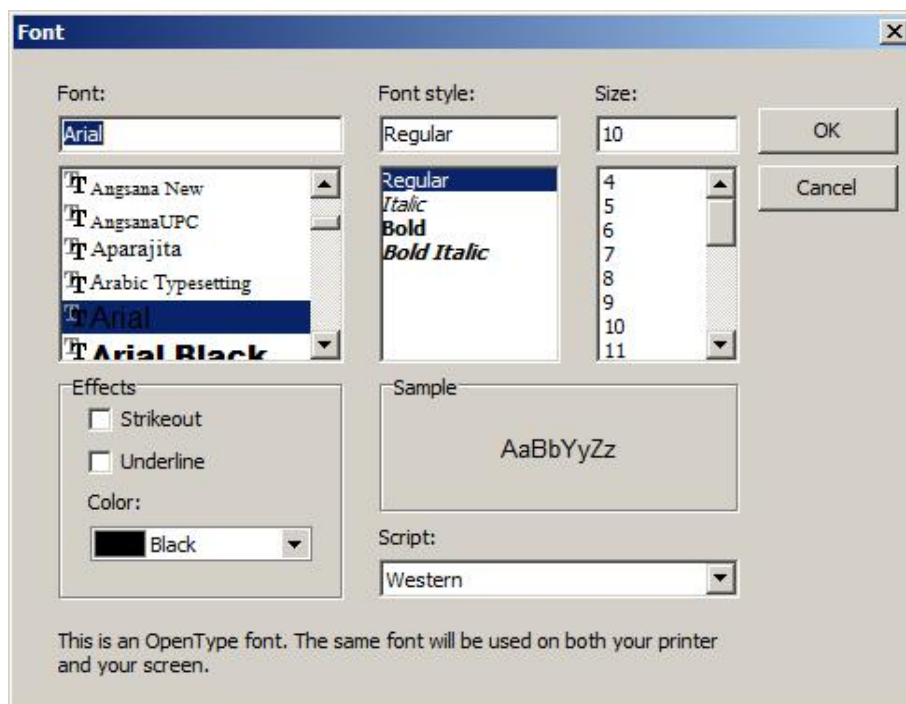 Font
Font:
Font style:
Size:
Arial
Regular
10
OK
Cancel
Angsana New
AngsanaUPC
Aparajita
Arabic Typesetting
Arial
Arial Black
Regular
Italic
Bold
Bold Italic
4
5
6
7
8
9
10
11
Effects
Strikeout
Underline
Color:
Black
Sample
AaBbYyZz
Script:
Western
This is an OpenType font. The same font will be used on both your printer
and your screen.